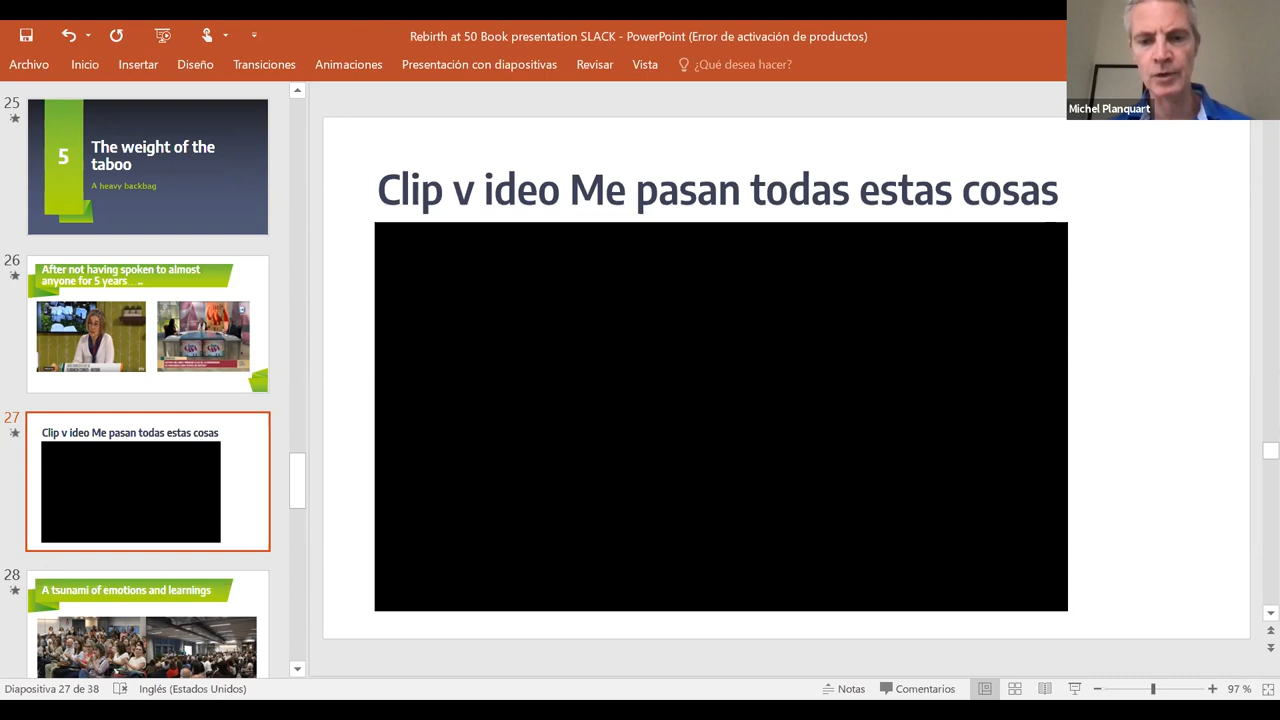 Rebirth at 50 Book presentation SLACK - PowerPoint (Error de activación de productos)
Archivo Inicio Insertar Diseño Transiciones Animaciones Presentación con diapositivas Revisar Vista ¿Qué desea hacer?
Michel Planquart
25
5
The weight of the
taboo
A heavy backbag
26
After not having spoken to almost
anyone for 5 years…..
27
Clip v ideo Me pasan todas estas cosas
28
A tsunami of emotions and learnings
Clip v ideo Me pasan todas estas cosas
Diapositiva 27 de 38 Inglés (Estados Unidos) Notas Comentarios 97 %